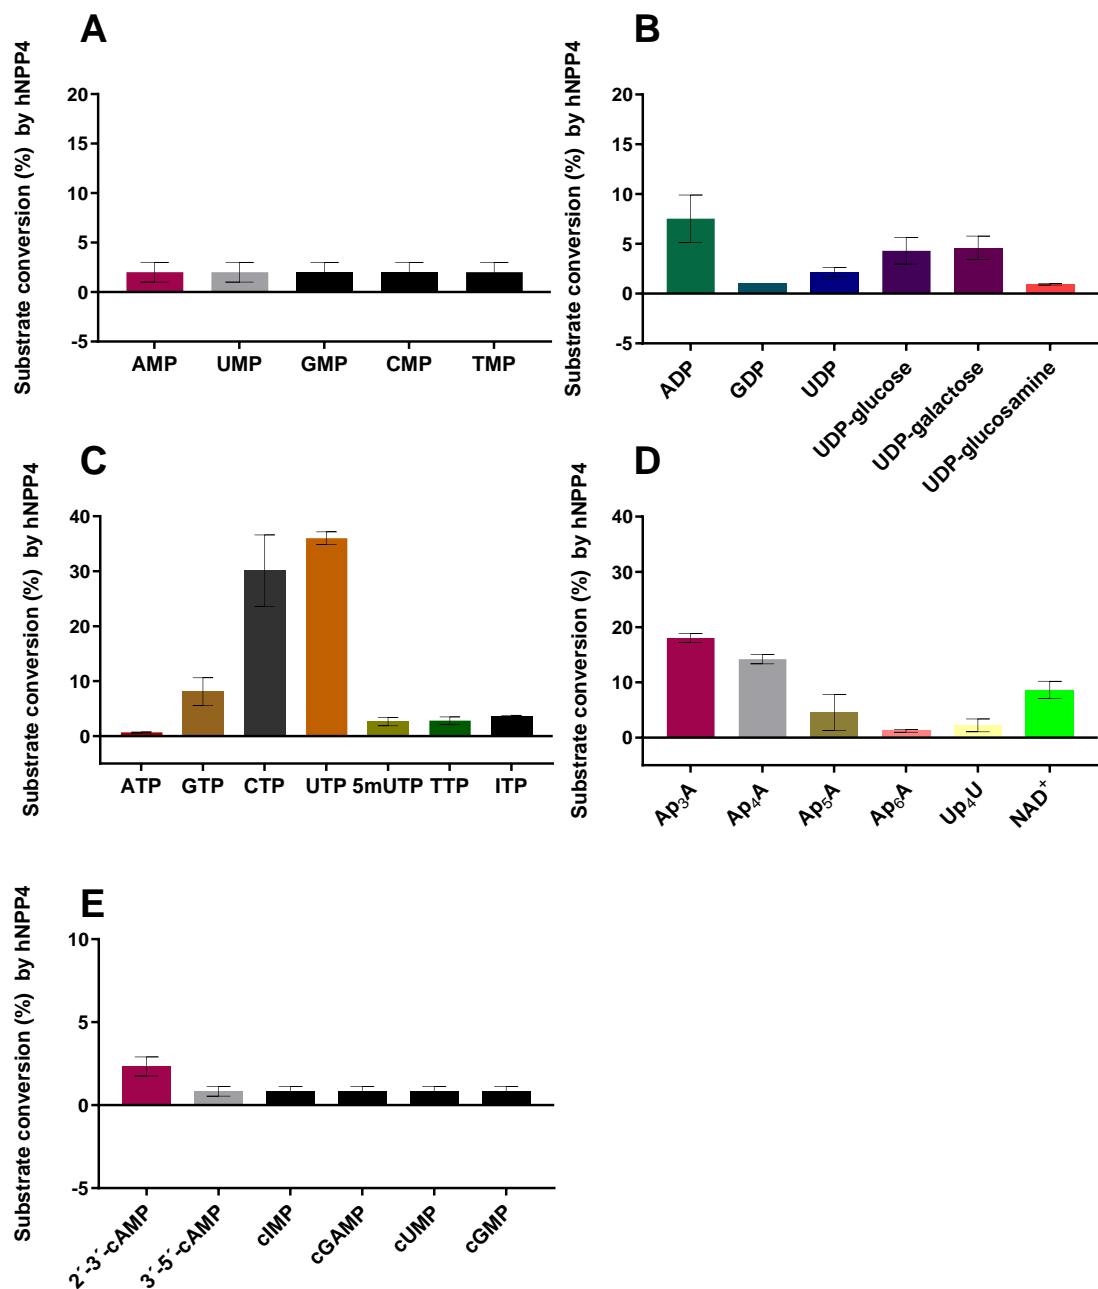 A
Substrate conversion (%) by hNPP4
20
15
10
5
0
-5
AMP UMP GMP CMP TMP
B
Substrate conversion (%) by hNPP4
20
15
10
5
0
-5
ADP GDP UDP UDP-glucose UDP-galactose UDP-glucosamine
C
Substrate conversion (%) by hNPP4
40
30
20
10
0
ATP GTP CTP UTP 5mUTP TTP ITP
D
Substrate conversion (%) by hNPP4
40
30
20
10
0
Ap₃A Ap₄A Ap₅A Ap₆A Up₄U NAD⁺
E
Substrate conversion (%) by hNPP4
10
5
0
-5
2´-3´-cAMP 3´-5´-cAMP cIMP cGAMP cUMP cGMP